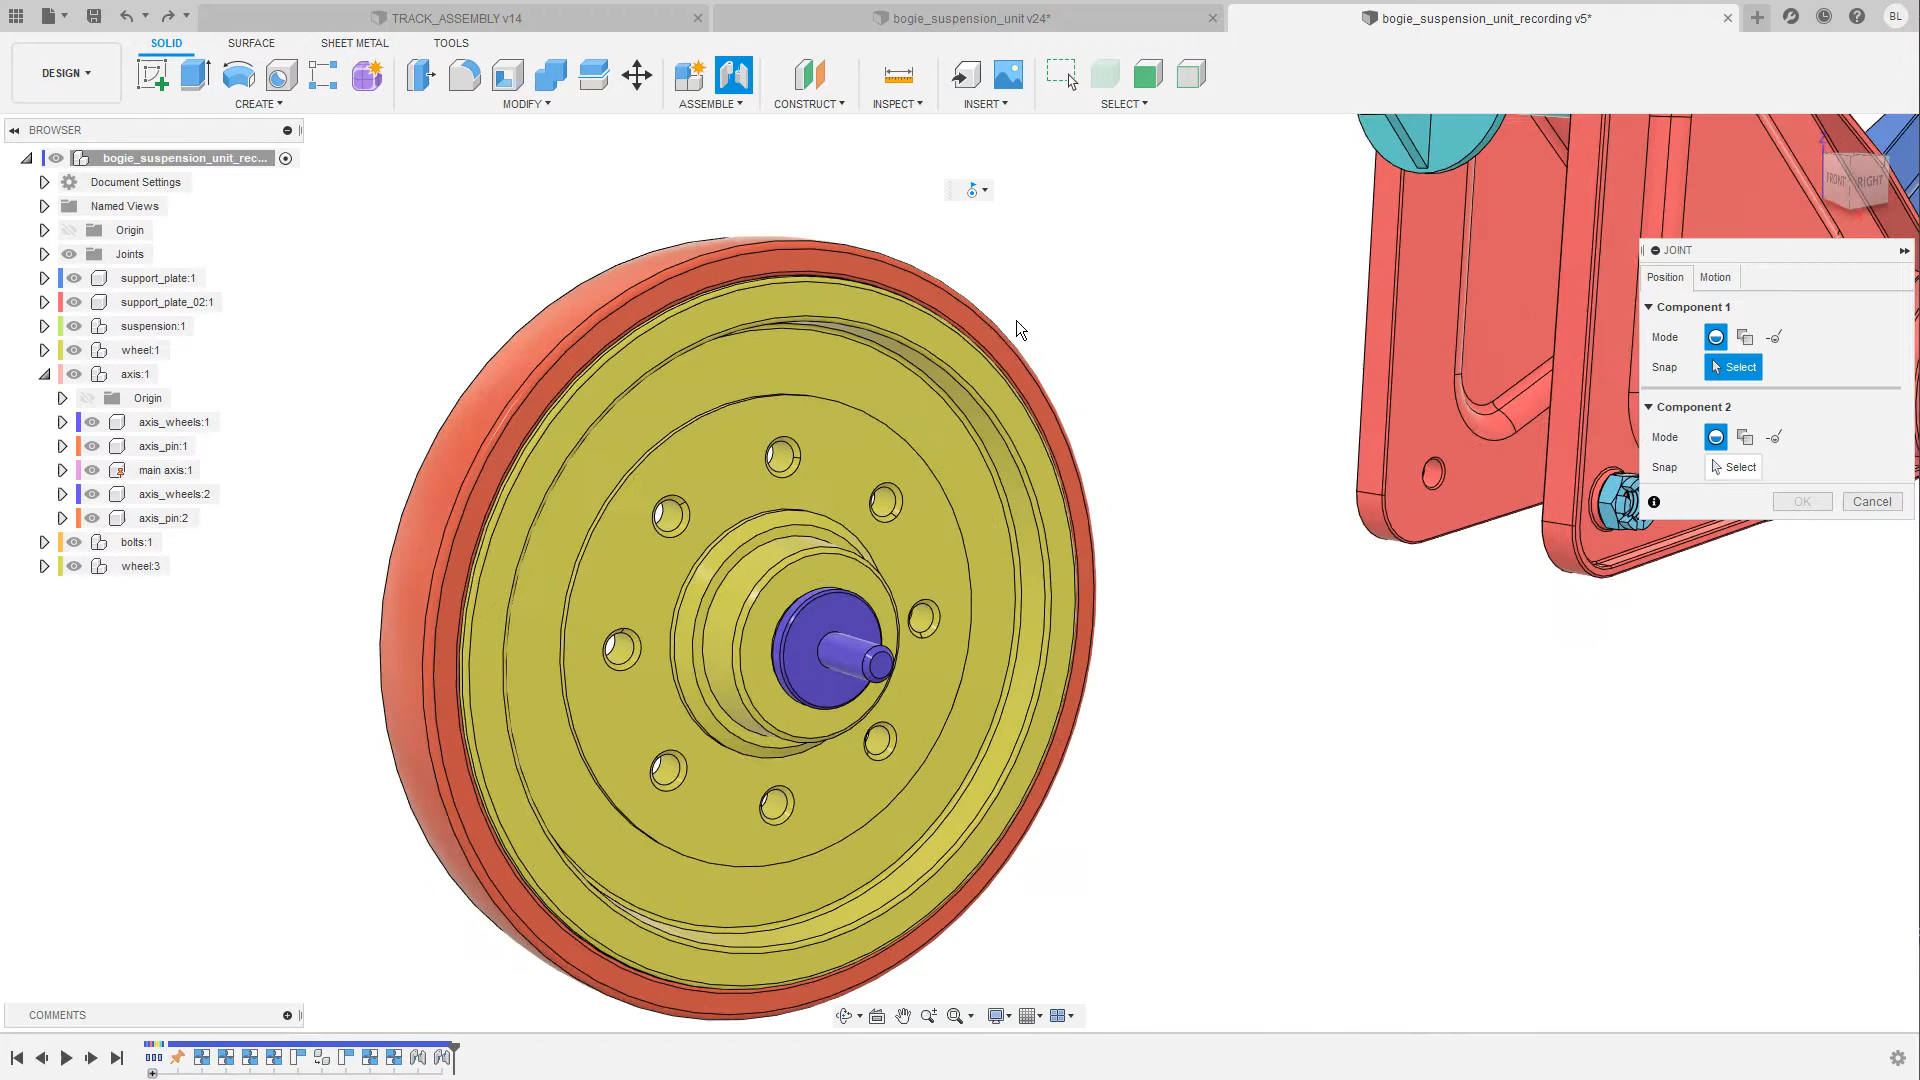 TRACK_ASSEMBLY v14
bogie_suspension_unit v24*
bogie_suspension_unit_recording v5*
BL
DESIGN
SOLID
SURFACE
SHEET METAL
TOOLS
CREATE
MODIFY
ASSEMBLE
CONSTRUCT
INSPECT
INSERT
SELECT
BROWSER
bogie_suspension_unit_rec...
Document Settings
Named Views
Origin
Joints
support_plate:1
support_plate_02:1
suspension:1
wheel:1
axis:1
Origin
axis_wheels:1
axis_pin:1
main axis:1
axis_wheels:2
axis_pin:2
bolts:1
wheel:3
Z
FRONT
RIGHT
JOINT
Position
Motion
Component 1
Mode
Snap
Select
Component 2
Mode
Snap
Select
OK
Cancel
COMMENTS